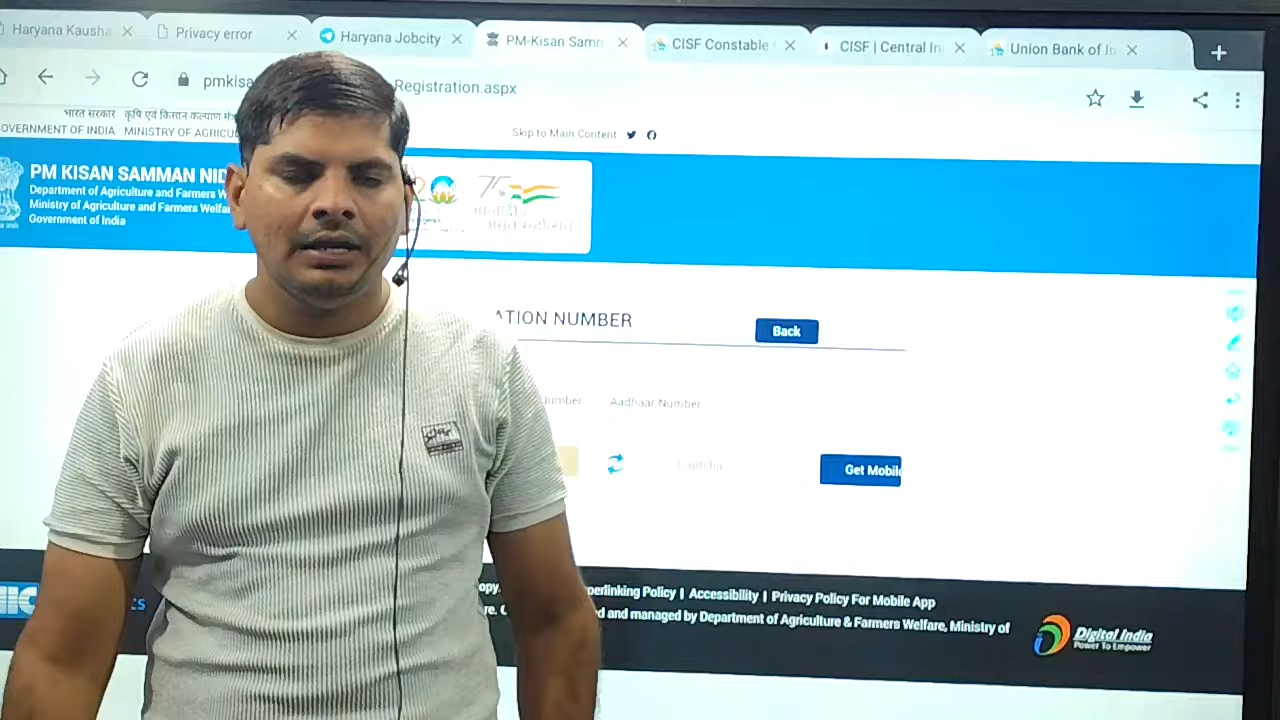 Haryana Kausha
Privacy error
Haryana Jobcity
PM-Kisan Samm
CISF Constable
CISF | Central In
Union Bank of In
pmkisa
Registration.aspx
भारत सरकार कृषि एवं किसान कल्याण मं
OVERNMENT OF INDIA MINISTRY OF AGRICU
Skip to Main Content
PM KISAN SAMMAN NID
Department of Agriculture and Farmers W
Ministry of Agriculture and Farmers Welfar
Government of India
ATION NUMBER
Back
umber
Aadhaar Number
Captcha
Get Mobil
opy
perlinking Policy | Accessibility | Privacy Policy For Mobile App
d and managed by Department of Agriculture & Farmers Welfare, Ministry of
Digital India
Power To Empower